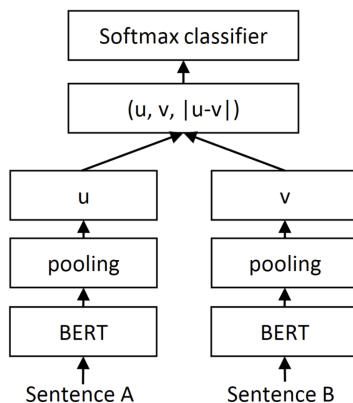 Softmax classifier
(u, v, |u-v|)
u
v
pooling
pooling
BERT
BERT
Sentence A
Sentence B